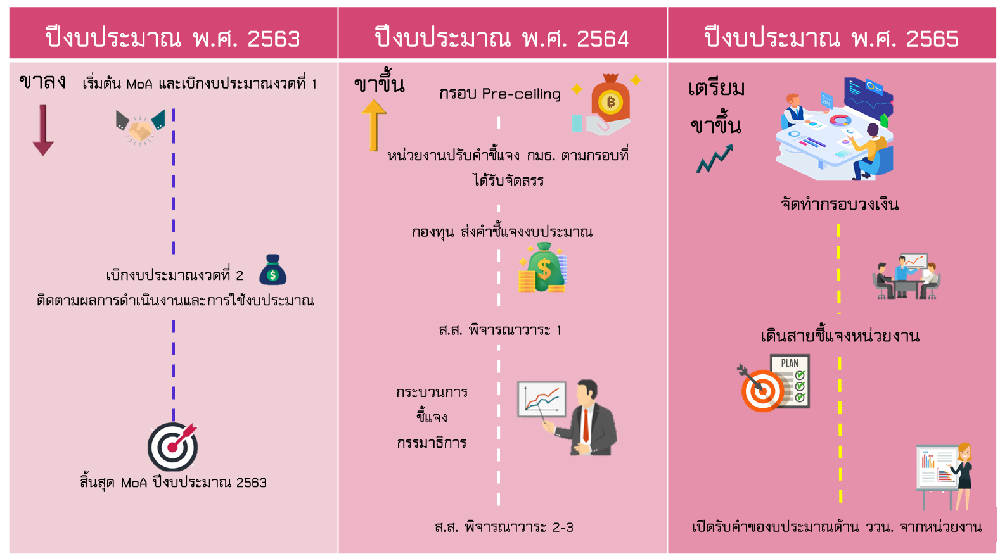 ปีงบประมาณ พ.ศ. 2563
ขาลง
เริ่มต้น MoA และเบิกงบประมาณงวดที่ 1
เบิกงบประมาณงวดที่ 2
$
ติดตามผลการดำเนินงานและการใช้งบประมาณ
สิ้นสุด MoA ปีงบประมาณ 2563
ปีงบประมาณ พ.ศ. 2564
ขาขึ้น
กรอบ Pre-ceiling
หน่วยงานปรับคำชี้แจง กมธ. ตามกรอบที่
ได้รับจัดสรร
กองทุน ส่งคำชี้แจงงบประมาณ
$
ส.ส. พิจารณาวาระ 1
กระบวนการ
ชี้แจง
กรรมาธิการ
ส.ส. พิจารณาวาระ 2-3
ปีงบประมาณ พ.ศ. 2565
เตรียม
ขาขึ้น
75%
จัดทำกรอบวงเงิน
เดินสายชี้แจงหน่วยงาน
PLAN
เปิดรับคำของบประมาณด้าน ววน. จากหน่วยงาน